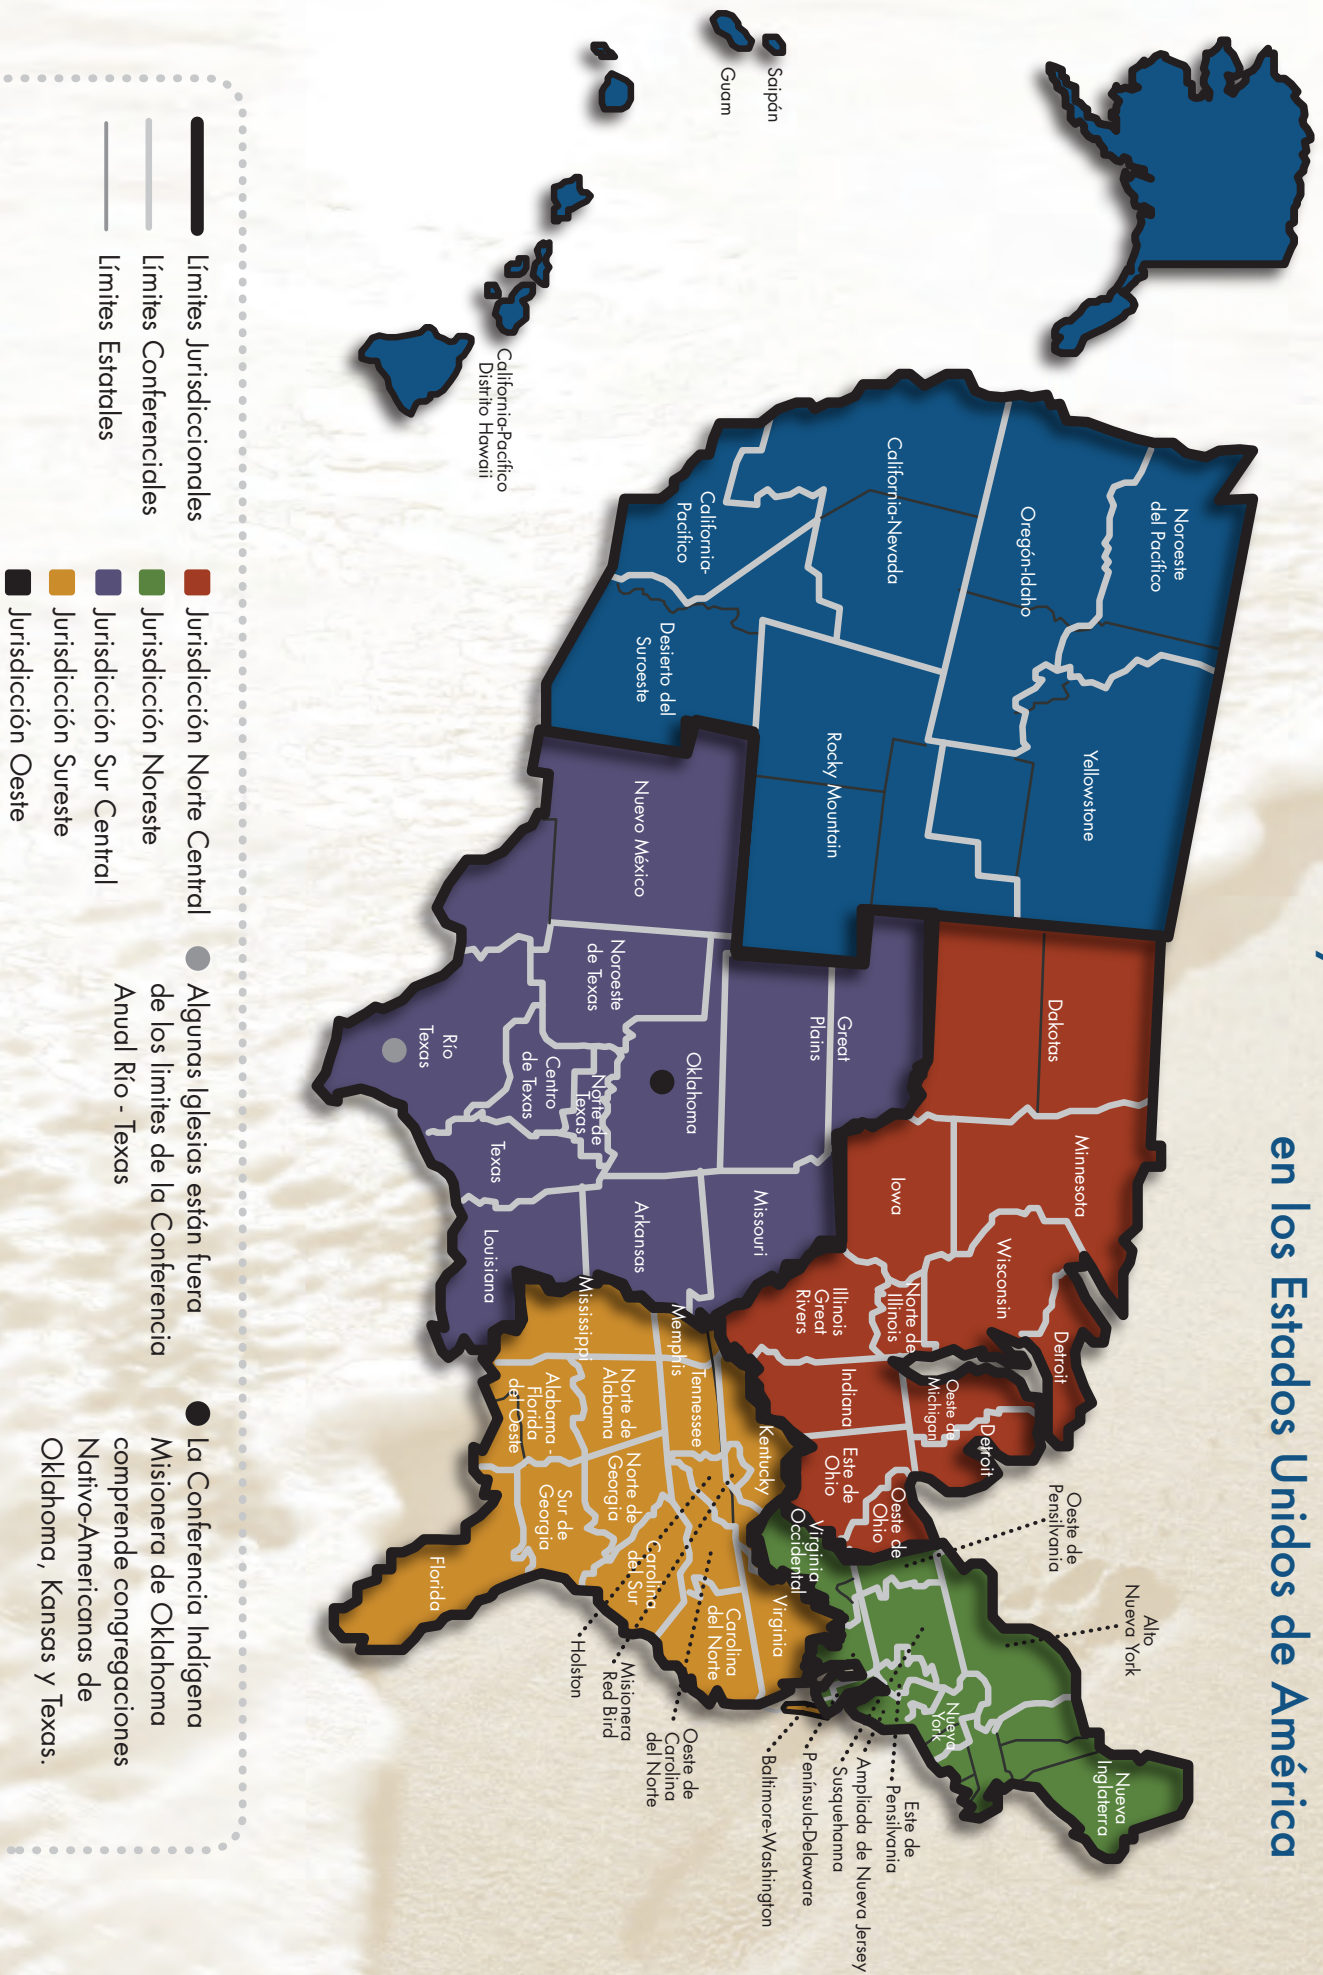 en los Estados Unidos de América
Saipán
Guam
California-Pacífico
Distrito Hawaii
Noroeste
del Pacífico
Oregón-Idaho
Yellowstone
California-Nevada
California-
Pacifico
Desierto del
Suroeste
Rocky Mountain
Nuevo México
Dakotas
Minnesota
Great
Plains
Iowa
Wisconsin
Detroit
Norte de
Illinois
Illinois
Great
Rivers
Indiana
Oeste de
Michigan
Detroit
Este de
Ohio
Oeste de
Ohio
Noroeste
de Texas
Oklahoma
Norte de
Texas
Centro
de Texas
Río
Texas
Texas
Missouri
Arkansas
Louisiana
Mississippi
Memphis
Tennessee
Kentucky
Norte de
Alabama
Alabama -
Florida
del Oeste
Norte de
Georgia
Sur de
Georgia
Florida
Carolina
del Sur
Carolina
del Norte
Virginia
Virginia
Occidental
Nueva
York
Nueva
Inglaterra
Oeste de
Pensilvania
Alto
Nueva York
Este de
Pensilvania
Ampliada de Nueva Jersey
Susquehanna
Península-Delaware
Baltimore-Washington
Oeste de
Carolina
del Norte
Misionera
Red Bird
Holston
Límites Jurisdiccionales
Límites Conferenciales
Límites Estatales
Jurisdicción Norte Central
Jurisdicción Noreste
Jurisdicción Sur Central
Jurisdicción Sureste
Jurisdicción Oeste
Algunas Iglesias están fuera
de los limites de la Conferencia
Anual Río - Texas
La Conferencia Indígena
Misionera de Oklahoma
comprende congregaciones
Nativo-Americanas de
Oklahoma, Kansas y Texas.